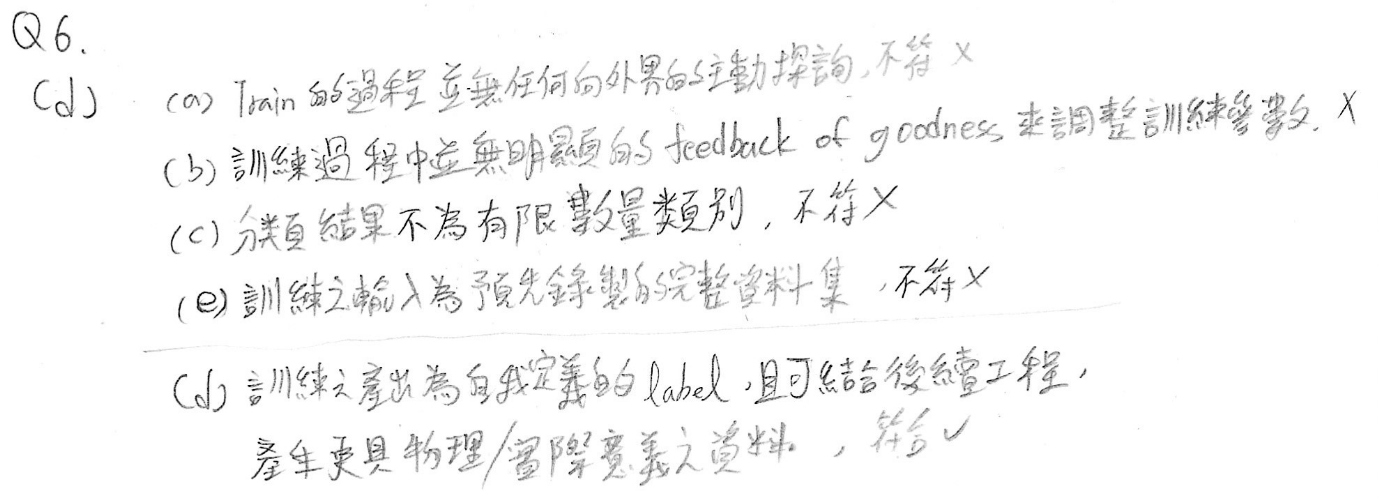 Q6.
(d) (a) Train 的過程並無任何向外界的主動探詢,不符 X
(b) 訓練過程中並無明顯的 feedback of goodness 來調整訓練參數. X
(c) 分類結果不為有限數量類別,不符 X
(e) 訓練之輸入為預先錄製的完整資料集,不符 X
(d) 訓練之產出為自我定義的 label,且可結合後續工程,
產生更具物理/實際意義之資料。,符合 ✓